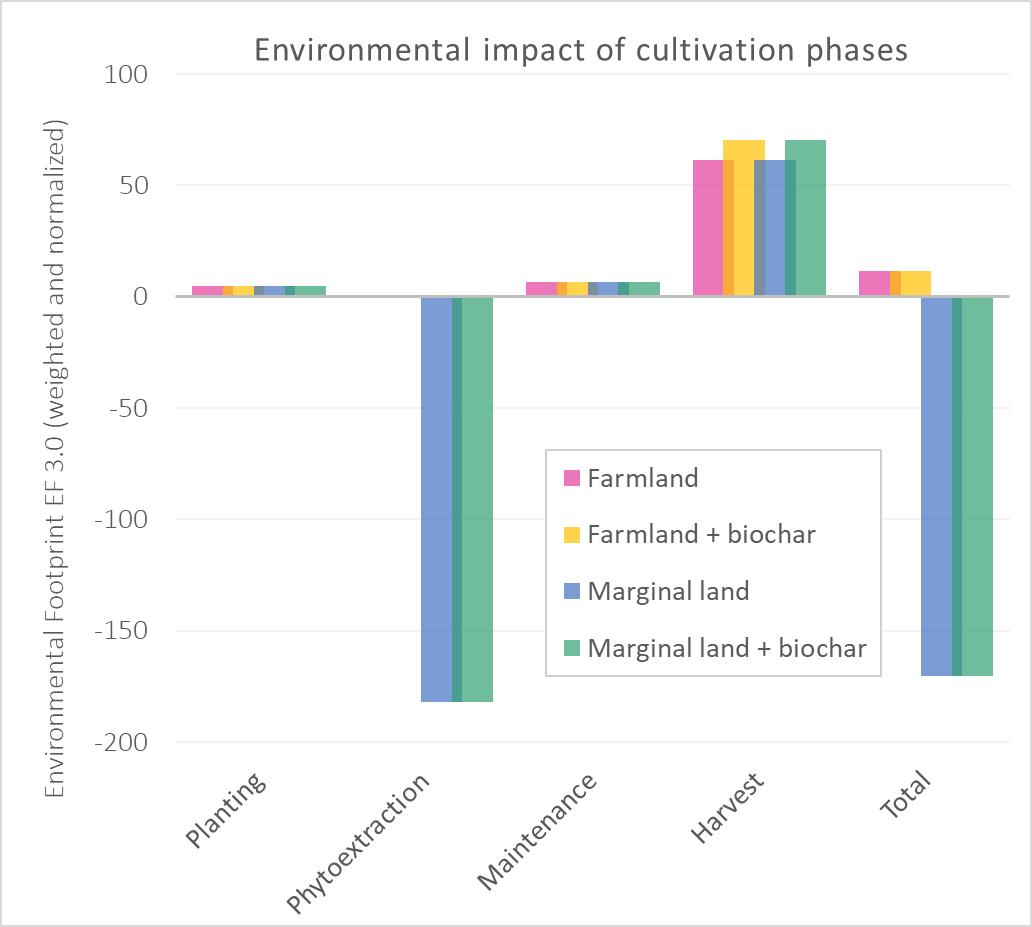 Environmental impact of cultivation phases
Environmental Footprint EF 3.0 (weighted and normalized)
100
50
0
-50
-100
-150
-200
Farmland
Farmland + biochar
Marginal land
Marginal land + biochar
Planting
Phytoextraction
Maintenance
Harvest
Total